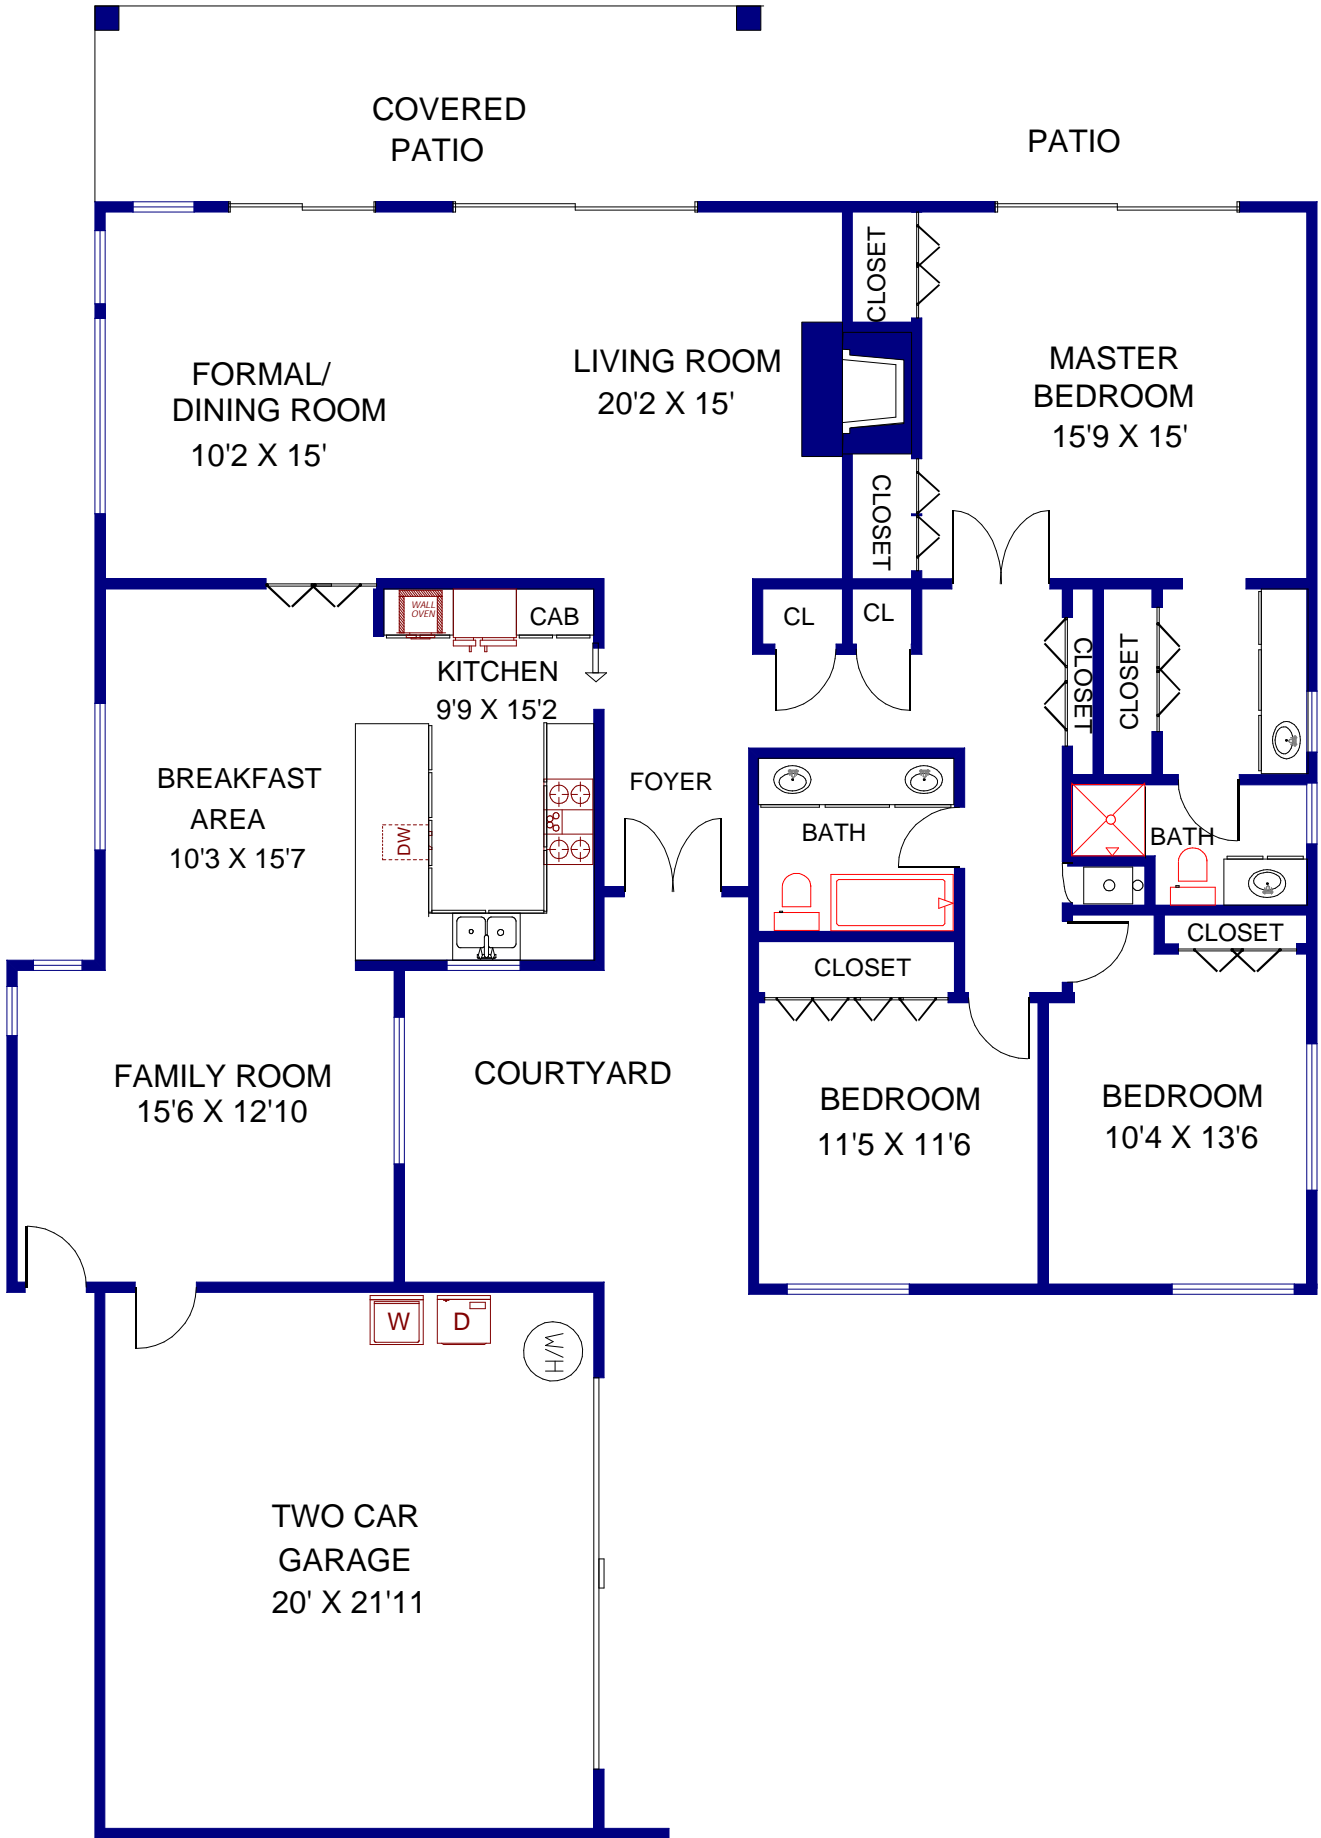 COVERED
PATIO
PATIO
CLOSET
FORMAL/
DINING ROOM
10'2 X 15'
LIVING ROOM
20'2 X 15'
MASTER
BEDROOM
15'9 X 15'
CLOSET
WALL
OVEN
CAB
CL
CL
KITCHEN
9'9 X 15'2
CLOSET
CLOSET
BREAKFAST
AREA
10'3 X 15'7
DW
FOYER
BATH
BATH
CLOSET
CLOSET
FAMILY ROOM
15'6 X 12'10
COURTYARD
BEDROOM
11'5 X 11'6
BEDROOM
10'4 X 13'6
W
D
W/H
TWO CAR
GARAGE
20' X 21'11